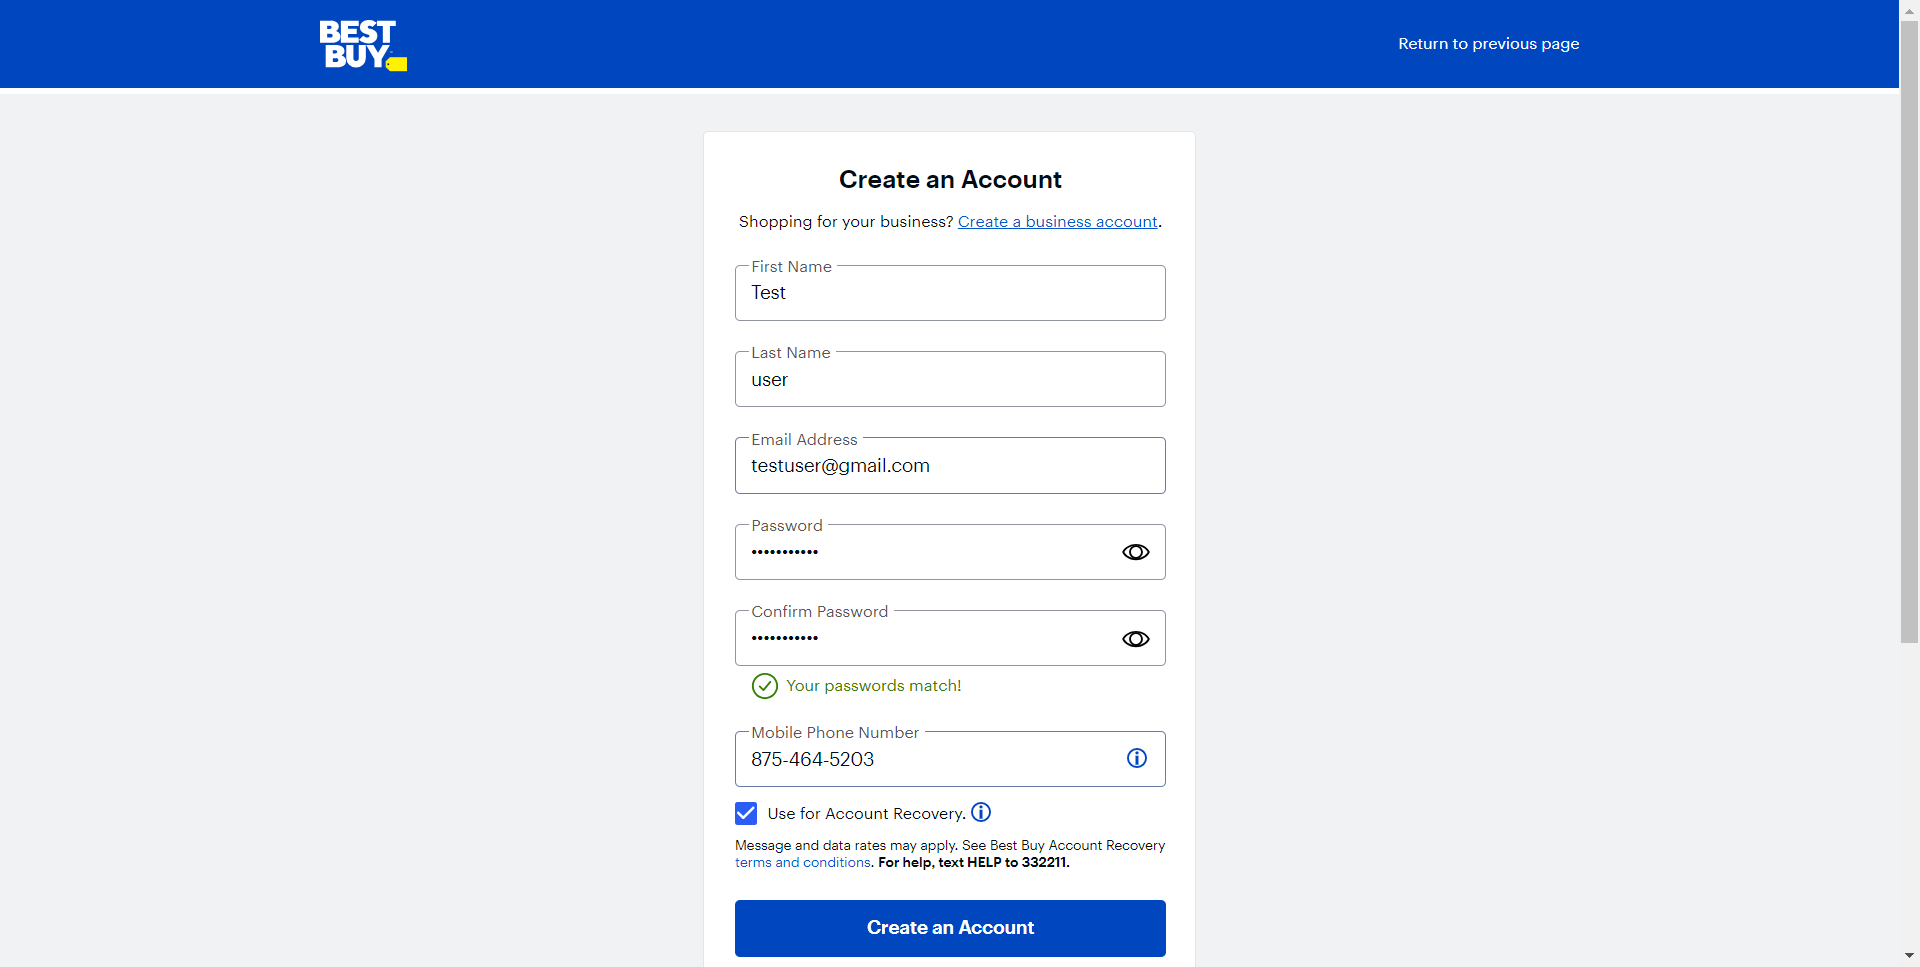 BEST
BUY
Return to previous page
Create an Account
Shopping for your business? Create a business account.
First Name
Test
Last Name
user
Email Address
testuser@gmail.com
Password
•••••••••••
Confirm Password
•••••••••••
Your passwords match!
Mobile Phone Number
875-464-5203
Use for Account Recovery.
Message and data rates may apply. See Best Buy Account Recovery
terms and conditions. For help, text HELP to 332211.
Create an Account